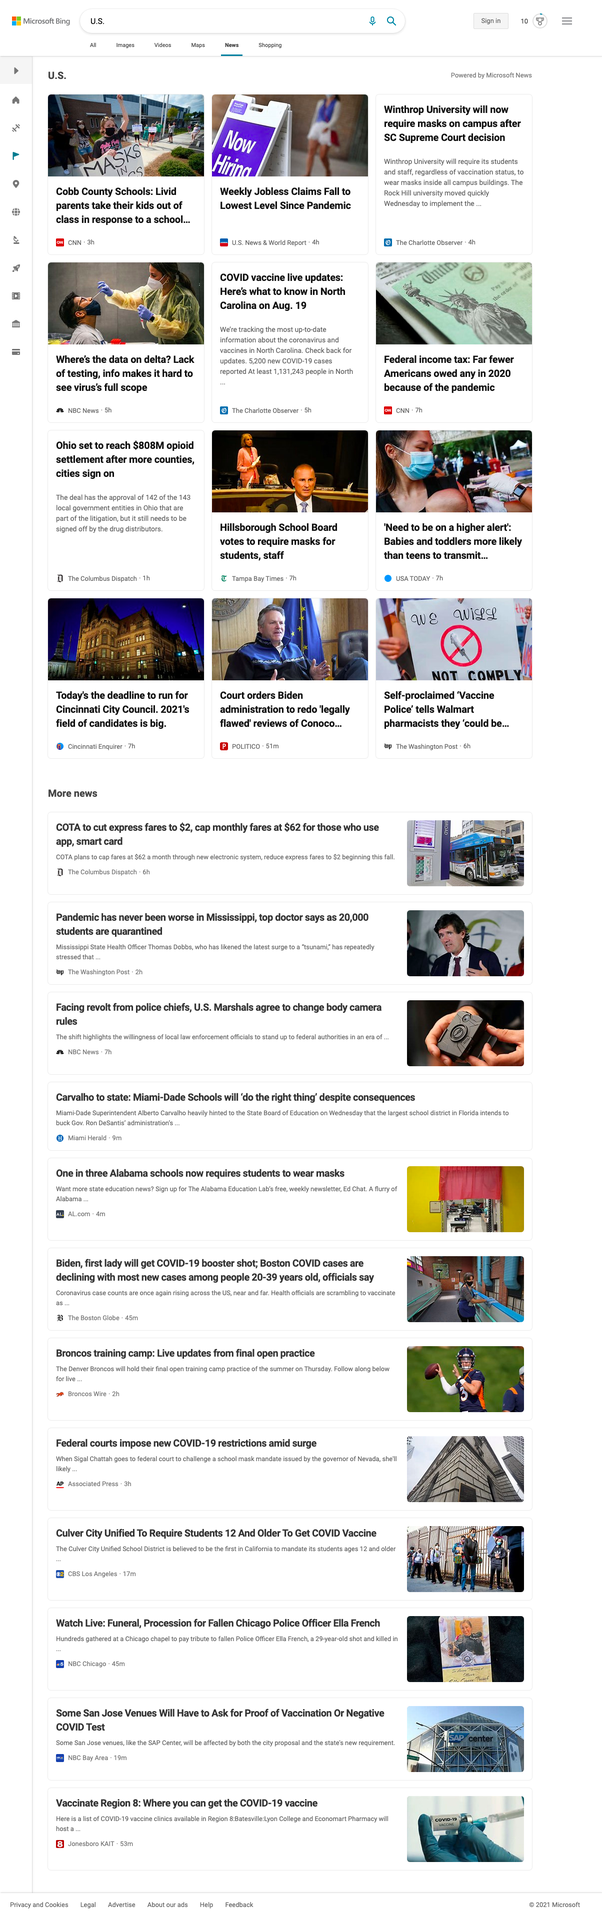 Microsoft Bing
U.S.
Sign in
10
All
Images
Videos
Maps
News
Shopping
U.S.
Powered by Microsoft News
MASKS
IN
Cobb County Schools: Livid
parents take their kids out of
class in response to a school...
CNN · 3h
Now
Hiring
Weekly Jobless Claims Fall to
Lowest Level Since Pandemic
U.S. News & World Report · 4h
Winthrop University will now
require masks on campus after
SC Supreme Court decision
Winthrop University will require its students
and staff, regardless of vaccination status, to
wear masks inside all campus buildings. The
Rock Hill university moved quickly
Wednesday to implement the ...
The Charlotte Observer · 4h
Where's the data on delta? Lack
of testing, info makes it hard to
see virus's full scope
NBC News · 5h
COVID vaccine live updates:
Here's what to know in North
Carolina on Aug. 19
We're tracking the most up-to-date
information about the coronavirus and
vaccines in North Carolina. Check back for
updates. 5,200 new COVID-19 cases
reported At least 1,131,243 people in North
...
The Charlotte Observer · 5h
Federal income tax: Far fewer
Americans owed any in 2020
because of the pandemic
CNN · 7h
Ohio set to reach $808M opioid
settlement after more counties,
cities sign on
The deal has the approval of 142 of the 143
local government entities in Ohio that are
part of the litigation, but it still needs to be
signed off by the drug distributors.
The Columbus Dispatch · 1h
Hillsborough School Board
votes to require masks for
students, staff
Tampa Bay Times · 7h
'Need to be on a higher alert':
Babies and toddlers more likely
than teens to transmit...
USA TODAY · 7h
Today's the deadline to run for
Cincinnati City Council. 2021's
field of candidates is big.
Cincinnati Enquirer · 7h
Court orders Biden
administration to redo 'legally
flawed' reviews of Conoco...
POLITICO · 51m
WE WILL
NOT COMPLY
Self-proclaimed 'Vaccine
Police' tells Walmart
pharmacists they 'could be...
The Washington Post · 6h
More news
COTA to cut express fares to $2, cap monthly fares at $62 for those who use
app, smart card
COTA plans to cap fares at $62 a month through new electronic system, reduce express fares to $2 beginning this fall.
The Columbus Dispatch · 6h
Pandemic has never been worse in Mississippi, top doctor says as 20,000
students are quarantined
Mississippi State Health Officer Thomas Dobbs, who has likened the latest surge to a "tsunami," has repeatedly
stressed that ...
The Washington Post · 2h
Facing revolt from police chiefs, U.S. Marshals agree to change body camera
rules
The shift highlights the willingness of local law enforcement officials to stand up to federal authorities in an era of ...
NBC News · 7h
Carvalho to state: Miami-Dade Schools will 'do the right thing' despite consequences
Miami-Dade Superintendent Alberto Carvalho heavily hinted to the State Board of Education on Wednesday that the largest school district in Florida intends to
buck Gov. Ron DeSantis' administration's ...
Miami Herald · 9m
One in three Alabama schools now requires students to wear masks
Want more state education news? Sign up for The Alabama Education Lab's free, weekly newsletter, Ed Chat. A flurry of
Alabama ...
AL.com · 4m
Biden, first lady will get COVID-19 booster shot; Boston COVID cases are
declining with most new cases among people 20-39 years old, officials say
Coronavirus case counts are once again rising across the US, near and far. Health officials are scrambling to vaccinate
as ...
The Boston Globe · 45m
Broncos training camp: Live updates from final open practice
The Denver Broncos will hold their final open training camp practice of the summer on Thursday. Follow along below
for live ...
Broncos Wire · 2h
Federal courts impose new COVID-19 restrictions amid surge
When Sigal Chattah goes to federal court to challenge a school mask mandate issued by the governor of Nevada, she'll
likely ...
AP
Associated Press · 3h
Culver City Unified To Require Students 12 And Older To Get COVID Vaccine
The Culver City Unified School District is believed to be the first in California to mandate its students ages 12 and older
...
CBS Los Angeles · 17m
Watch Live: Funeral, Procession for Fallen Chicago Police Officer Ella French
Hundreds gathered at a Chicago chapel to pay tribute to fallen Police Officer Ella French, a 29-year-old shot and killed in
...
NBC Chicago · 45m
Some San Jose Venues Will Have to Ask for Proof of Vaccination Or Negative
COVID Test
Some San Jose venues, like the SAP Center, will be affected by both the city proposal and the state's new requirement.
NBC Bay Area · 19m
SAP center
Vaccinate Region 8: Where you can get the COVID-19 vaccine
Here is a list of COVID-19 vaccine clinics available in Region 8:Batesville:Lyon College and Economart Pharmacy will
host a ...
Jonesboro KAIT · 53m
COVID-19
VACCINE
Privacy and Cookies
Legal
Advertise
About our ads
Help
Feedback
© 2021 Microsoft